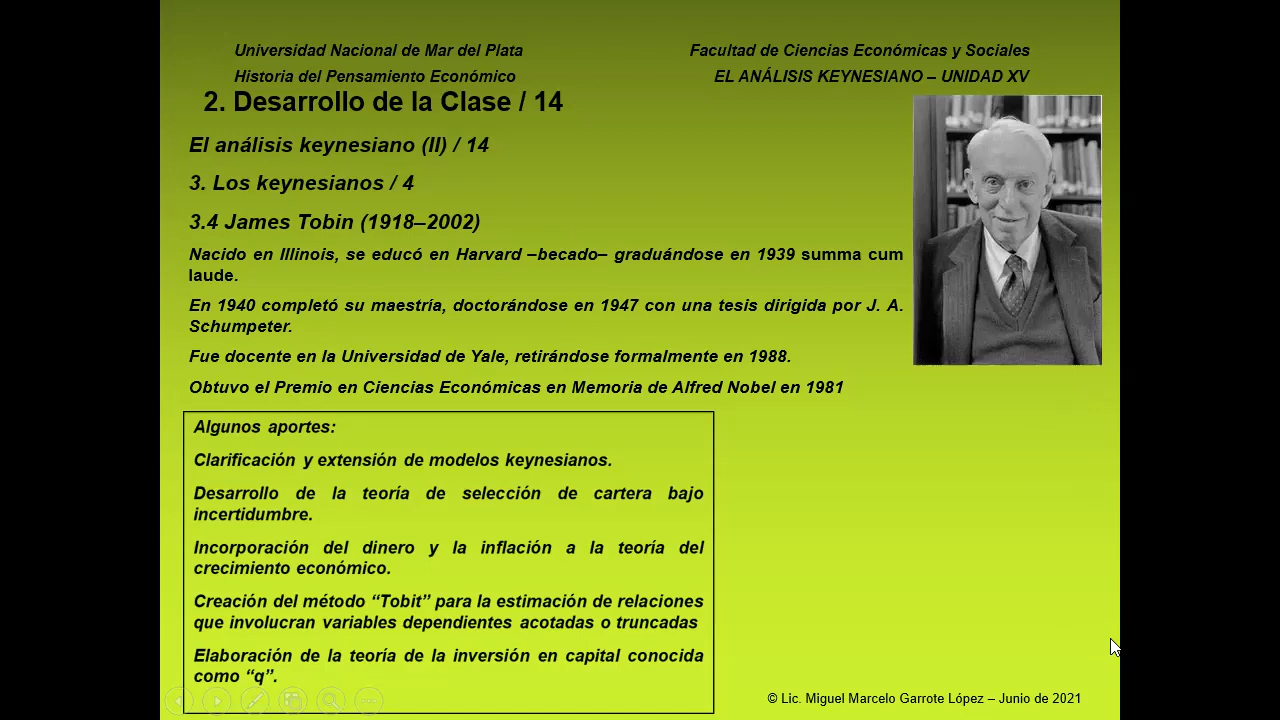 Universidad Nacional de Mar del Plata
Facultad de Ciencias Económicas y Sociales
Historia del Pensamiento Económico
EL ANÁLISIS KEYNESIANO – UNIDAD XV
2. Desarrollo de la Clase / 14
El análisis keynesiano (II) / 14
3. Los keynesianos / 4
3.4 James Tobin (1918–2002)
Nacido en Illinois, se educó en Harvard –becado– graduándose en 1939 summa cum
laude.
En 1940 completó su maestría, doctorándose en 1947 con una tesis dirigida por J. A.
Schumpeter.
Fue docente en la Universidad de Yale, retirándose formalmente en 1988.
Obtuvo el Premio en Ciencias Económicas en Memoria de Alfred Nobel en 1981
Algunos aportes:
Clarificación y extensión de modelos keynesianos.
Desarrollo de la teoría de selección de cartera bajo
incertidumbre.
Incorporación del dinero y la inflación a la teoría del
crecimiento económico.
Creación del método “Tobit” para la estimación de relaciones
que involucran variables dependientes acotadas o truncadas
Elaboración de la teoría de la inversión en capital conocida
como “q”.
© Lic. Miguel Marcelo Garrote López – Junio de 2021